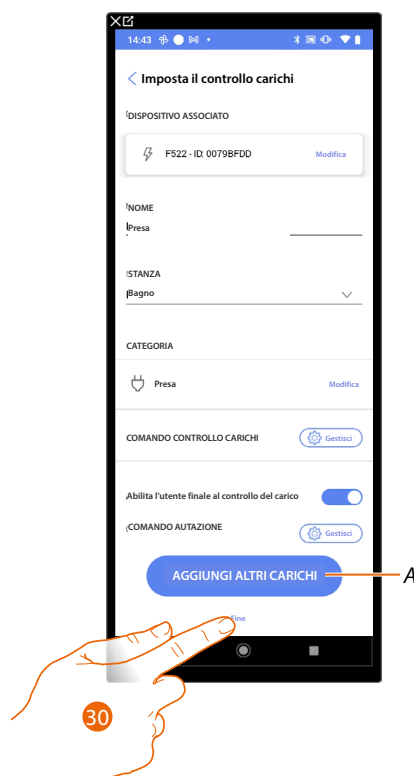 14:43
Imposta il controllo carichi
DISPOSITIVO ASSOCIATO
F522 - ID: 0079BFDD
Modifica
NOME
Presa
STANZA
Bagno
CATEGORIA
Presa
Modifica
COMANDO CONTROLLO CARICHI
Gestisci
Abilita l'utente finale al controllo del carico
COMANDO AUTAZIONE
Gestisci
AGGIUNGI ALTRI CARICHI
A
Fine
30